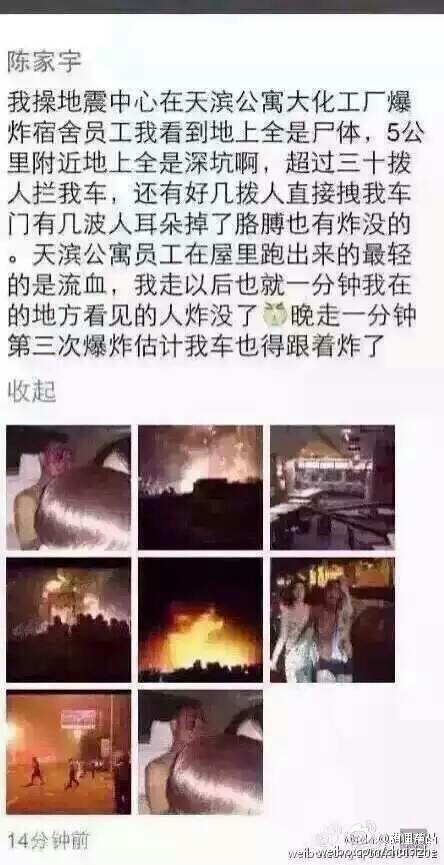 陈家宇
我操地震中心在天滨公寓大化工厂爆
炸宿舍员工我看到地上全是尸体，5公
里附近地上全是深坑啊，超过三十拨
人拦我车，还有好几拨人直接拽我车
门有几波人耳朵掉了胳膊也有炸没的
。天滨公寓员工在屋里跑出来的最轻
的是流血，我走以后也就一分钟我在
的地方看见的人炸没了晚走一分钟
第三次爆炸估计我车也得跟着炸了
收起
14分钟前